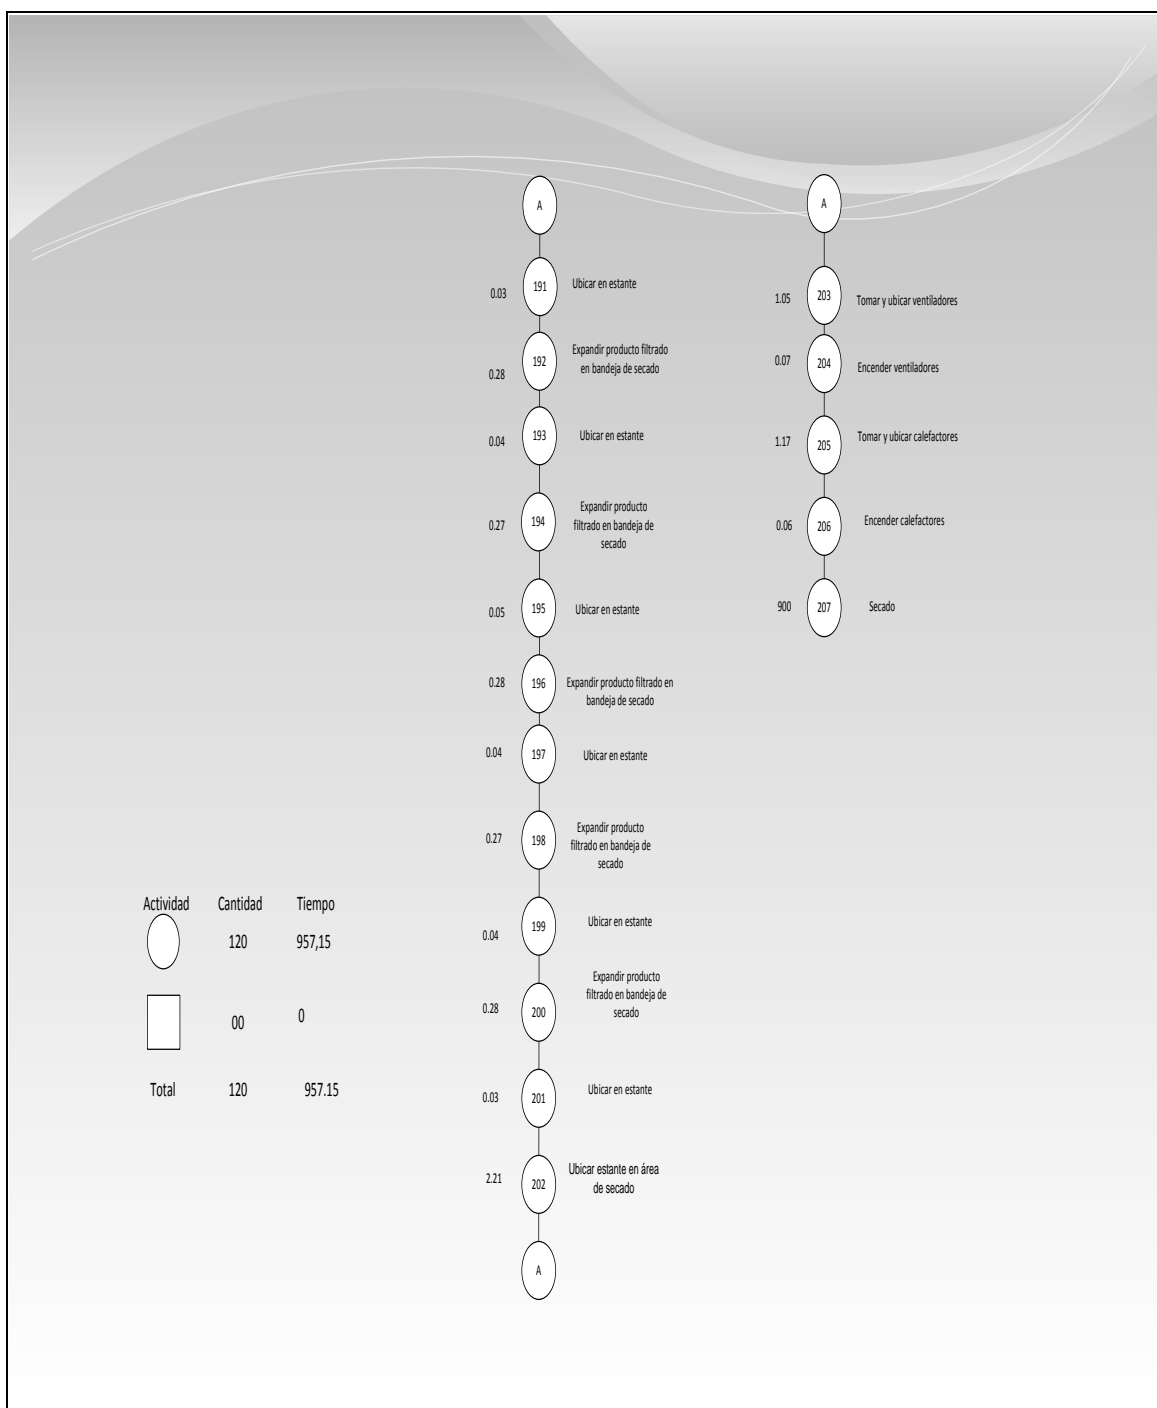 A
0.03 191 Ubicar en estante
0.28 192 Expandir producto filtrado
en bandeja de secado
0.04 193 Ubicar en estante
0.27 194 Expandir producto
filtrado en bandeja de
secado
0.05 195 Ubicar en estante
0.28 196 Expandir producto filtrado en
bandeja de secado
0.04 197 Ubicar en estante
0.27 198 Expandir producto
filtrado en bandeja de
secado
0.04 199 Ubicar en estante
0.28 200 Expandir producto
filtrado en bandeja de
secado
0.03 201 Ubicar en estante
2.21 202 Ubicar estante en área
de secado
A
A
1.05 203 Tomar y ubicar ventiladores
0.07 204 Encender ventiladores
1.17 205 Tomar y ubicar calefactores
0.06 206 Encender calefactores
900 207 Secado
Actividad Cantidad Tiempo
120 957,15
00 0
Total 120 957.15